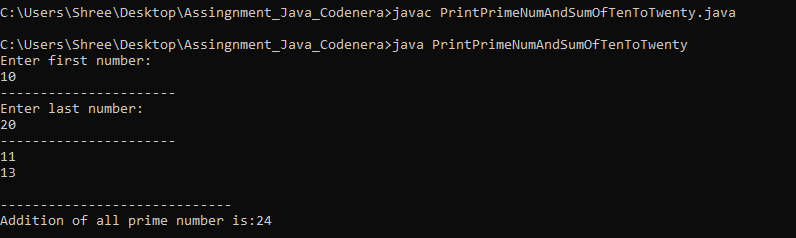 C:\Users\Shree\Desktop\Assingnment_Java_Codenera>javac PrintPrimeNumAndSumOfTenToTwenty.java
C:\Users\Shree\Desktop\Assingnment_Java_Codenera>java PrintPrimeNumAndSumOfTenToTwenty
Enter first number:
10
----------------------
Enter last number:
20
----------------------
11
13
-----------------------------
Addition of all prime number is:24